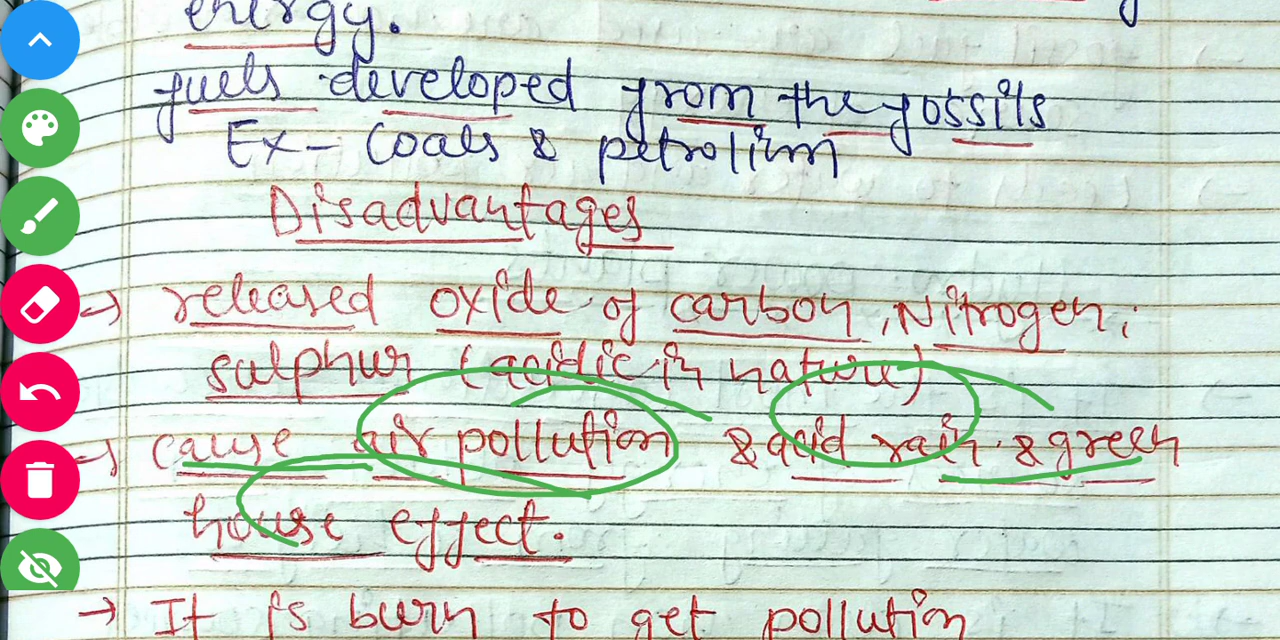 energy.
fuels developed from the fossils
Ex- Coals & petrolium
Disadvantages
→ released oxide of carbon, Nitrogen,
sulphur (acidic in nature)
→ cause air pollution & acid rain & green
house effect.
→ It is burn to get pollution